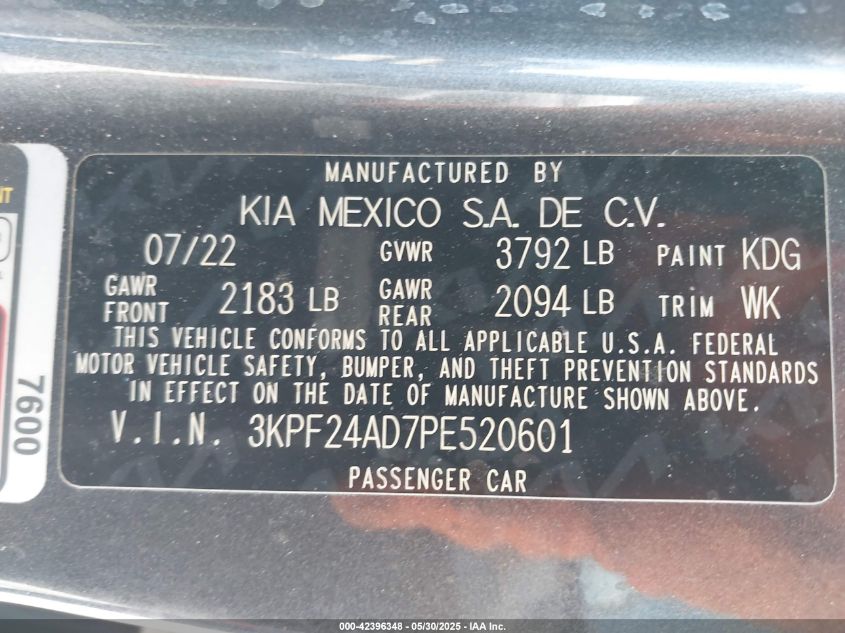 MANUFACTURED BY
KIA MEXICO S.A. DE C.V.
07/22 GVWR 3792 LB PAINT KDG
GAWR FRONT 2183 LB GAWR REAR 2094 LB TRIM WK
THIS VEHICLE CONFORMS TO ALL APPLICABLE U.S.A. FEDERAL
MOTOR VEHICLE SAFETY, BUMPER, AND THEFT PREVENTION STANDARDS
IN EFFECT ON THE DATE OF MANUFACTURE SHOWN ABOVE.
V.I.N. 3KPF24AD7PE520601
PASSENGER CAR
7600
000-42396348 - 05/30/2025 - IAA Inc.